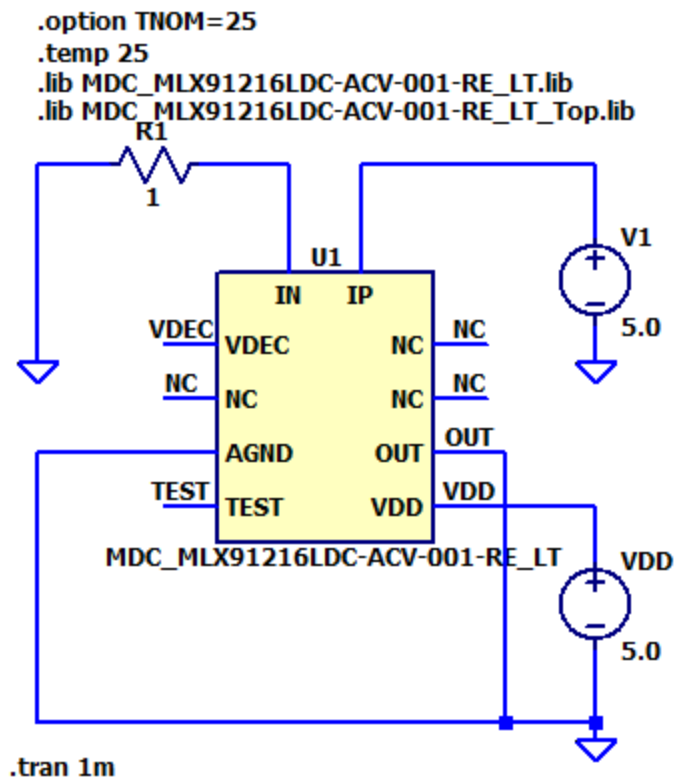 .option TNOM=25
.temp 25
.lib MDC_MLX91216LDC-ACV-001-RE_LT.lib
.lib MDC_MLX91216LDC-ACV-001-RE_LT_Top.lib
R1
1
U1
V1
IN IP
5.0
VDEC VDEC NC NC
NC NC NC NC
AGND OUT OUT
TEST TEST VDD VDD
MDC_MLX91216LDC-ACV-001-RE_LT
VDD
5.0
.tran 1m